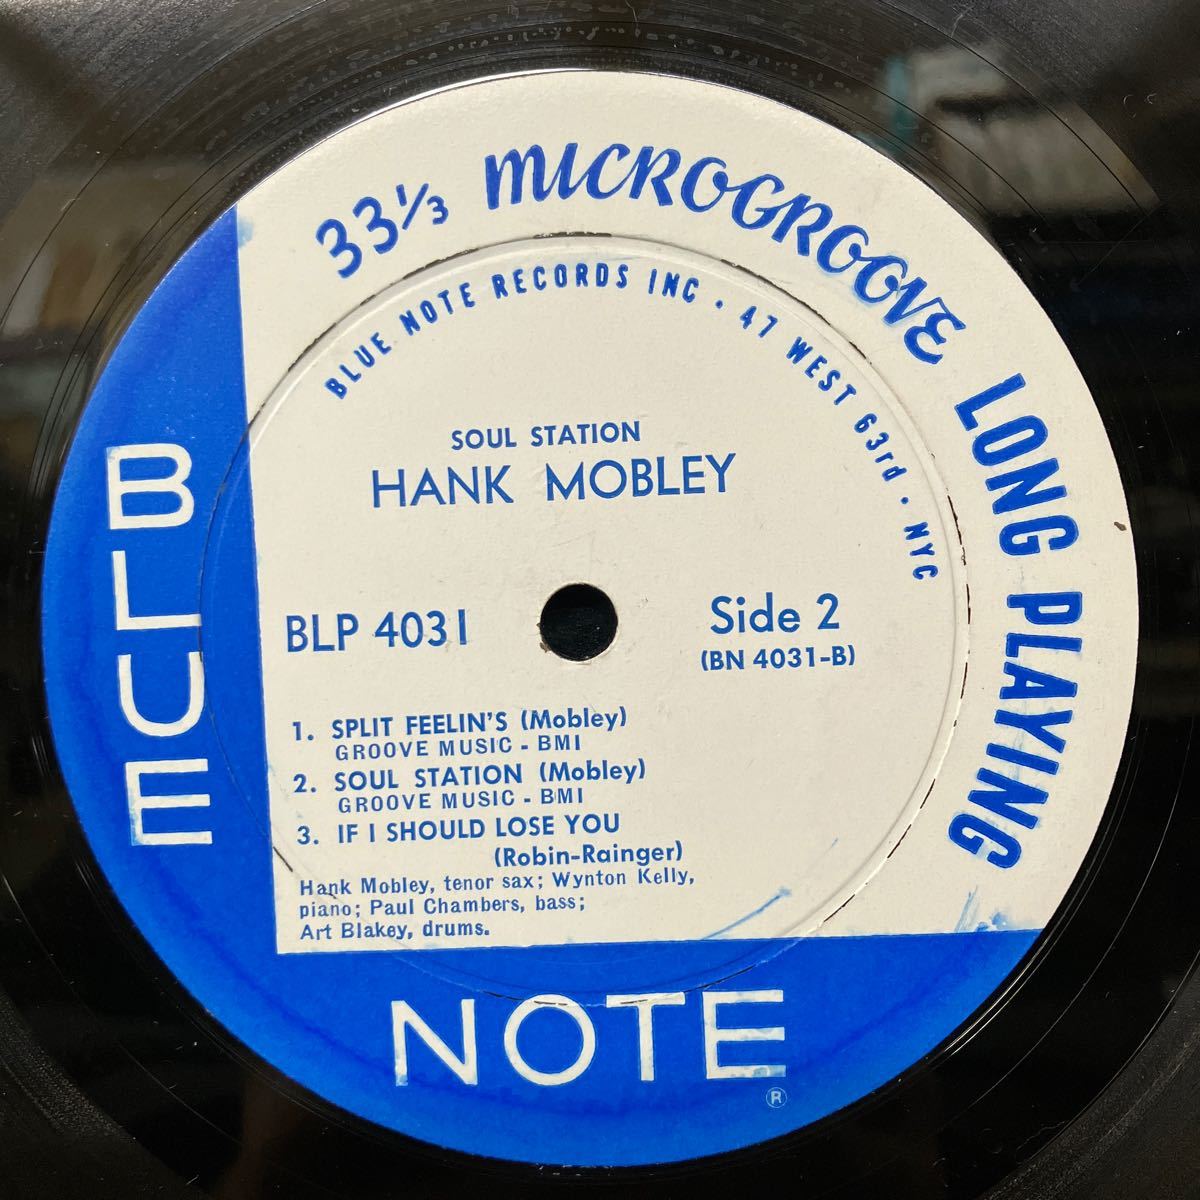 33⅓ MICROGROOVE LONG PLAYING
BLUE NOTE RECORDS INC · 47 WEST 63rd · NYC
SOUL STATION
HANK MOBLEY
BLP 4031
Side 2
(BN 4031-B)
1. SPLIT FEELIN'S (Mobley)
GROOVE MUSIC - BMI
2. SOUL STATION (Mobley)
GROOVE MUSIC - BMI
3. IF I SHOULD LOSE YOU
(Robin-Rainger)
Hank Mobley, tenor sax; Wynton Kelly,
piano; Paul Chambers, bass;
Art Blakey, drums.
BLUE
NOTE
®